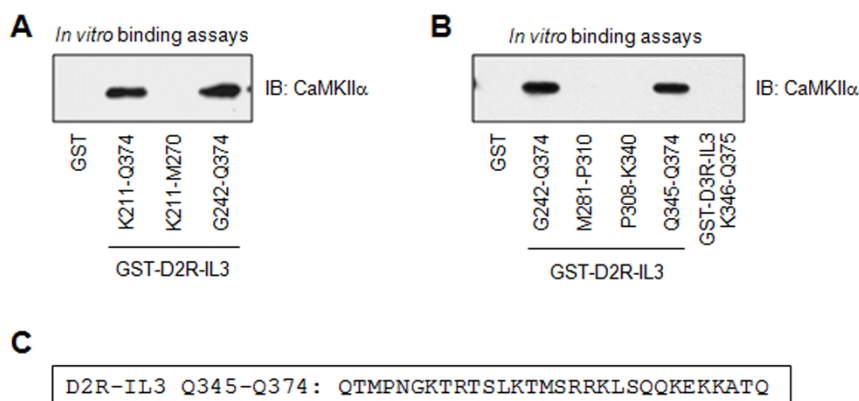 A
In vitro binding assays
IB: CaMKIIα
GST
K211-Q374
K211-M270
G242-Q374
GST-D2R-IL3
B
In vitro binding assays
IB: CaMKIIα
GST
G242-Q374
M281-P310
P308-K340
Q345-Q374
GST-D3R-IL3
K346-Q375
GST-D2R-IL3
C
D2R-IL3 Q345-Q374: QTMPNGKTRTSLKTMSRRKLSQQKEKKATQ